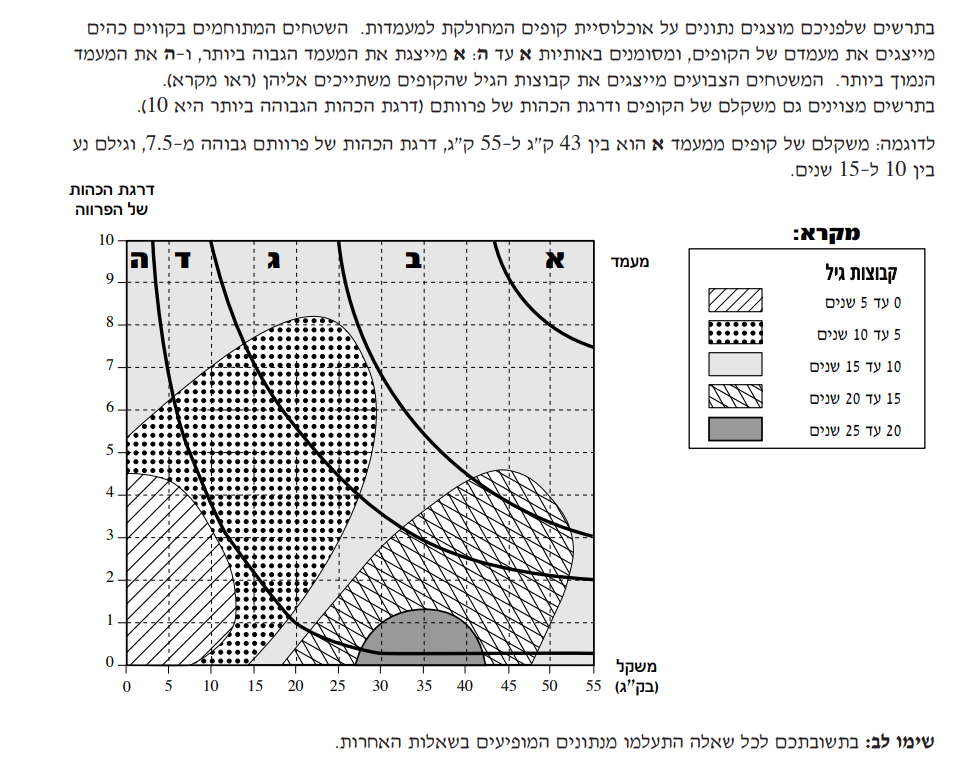 בתרשים שלפניכם מוצגים נתונים על אוכלוסיית קופים המחולקת למעמדות. השטחים המתוחמים בקווים כהים
מייצגים את מעמדם של הקופים, ומסומנים באותיות א עד ה: א מייצגת את המעמד הגבוה ביותר, ו-ה את המעמד
הנמוך ביותר. המשטחים הצבועים מייצגים את קבוצות הגיל שהקופים משתייכים אליהן (ראו מקרא).
בתרשים מצוינים גם משקלם של הקופים ודרגת הכהות של פרוותם (דרגת הכהות הגבוהה ביותר היא 10).
לדוגמה: משקלם של קופים ממעמד א הוא בין 43 ק"ג ל-55 ק"ג, דרגת הכהות של פרוותם גבוהה מ-7.5, וגילם נע
בין 10 ל-15 שנים.
דרגת הכהות
של הפרווה
מקרא:
קבוצות גיל
0 עד 5 שנים
5 עד 10 שנים
10 עד 15 שנים
15 עד 20 שנים
20 עד 25 שנים
מעמד
א ב ג ד ה
10
9
8
7
6
5
4
3
2
1
0
0 5 10 15 20 25 30 35 40 45 50 55
משקל
(בק"ג)
שימו לב: בתשובתכם לכל שאלה התעלמו מנתונים המופיעים בשאלות האחרות.